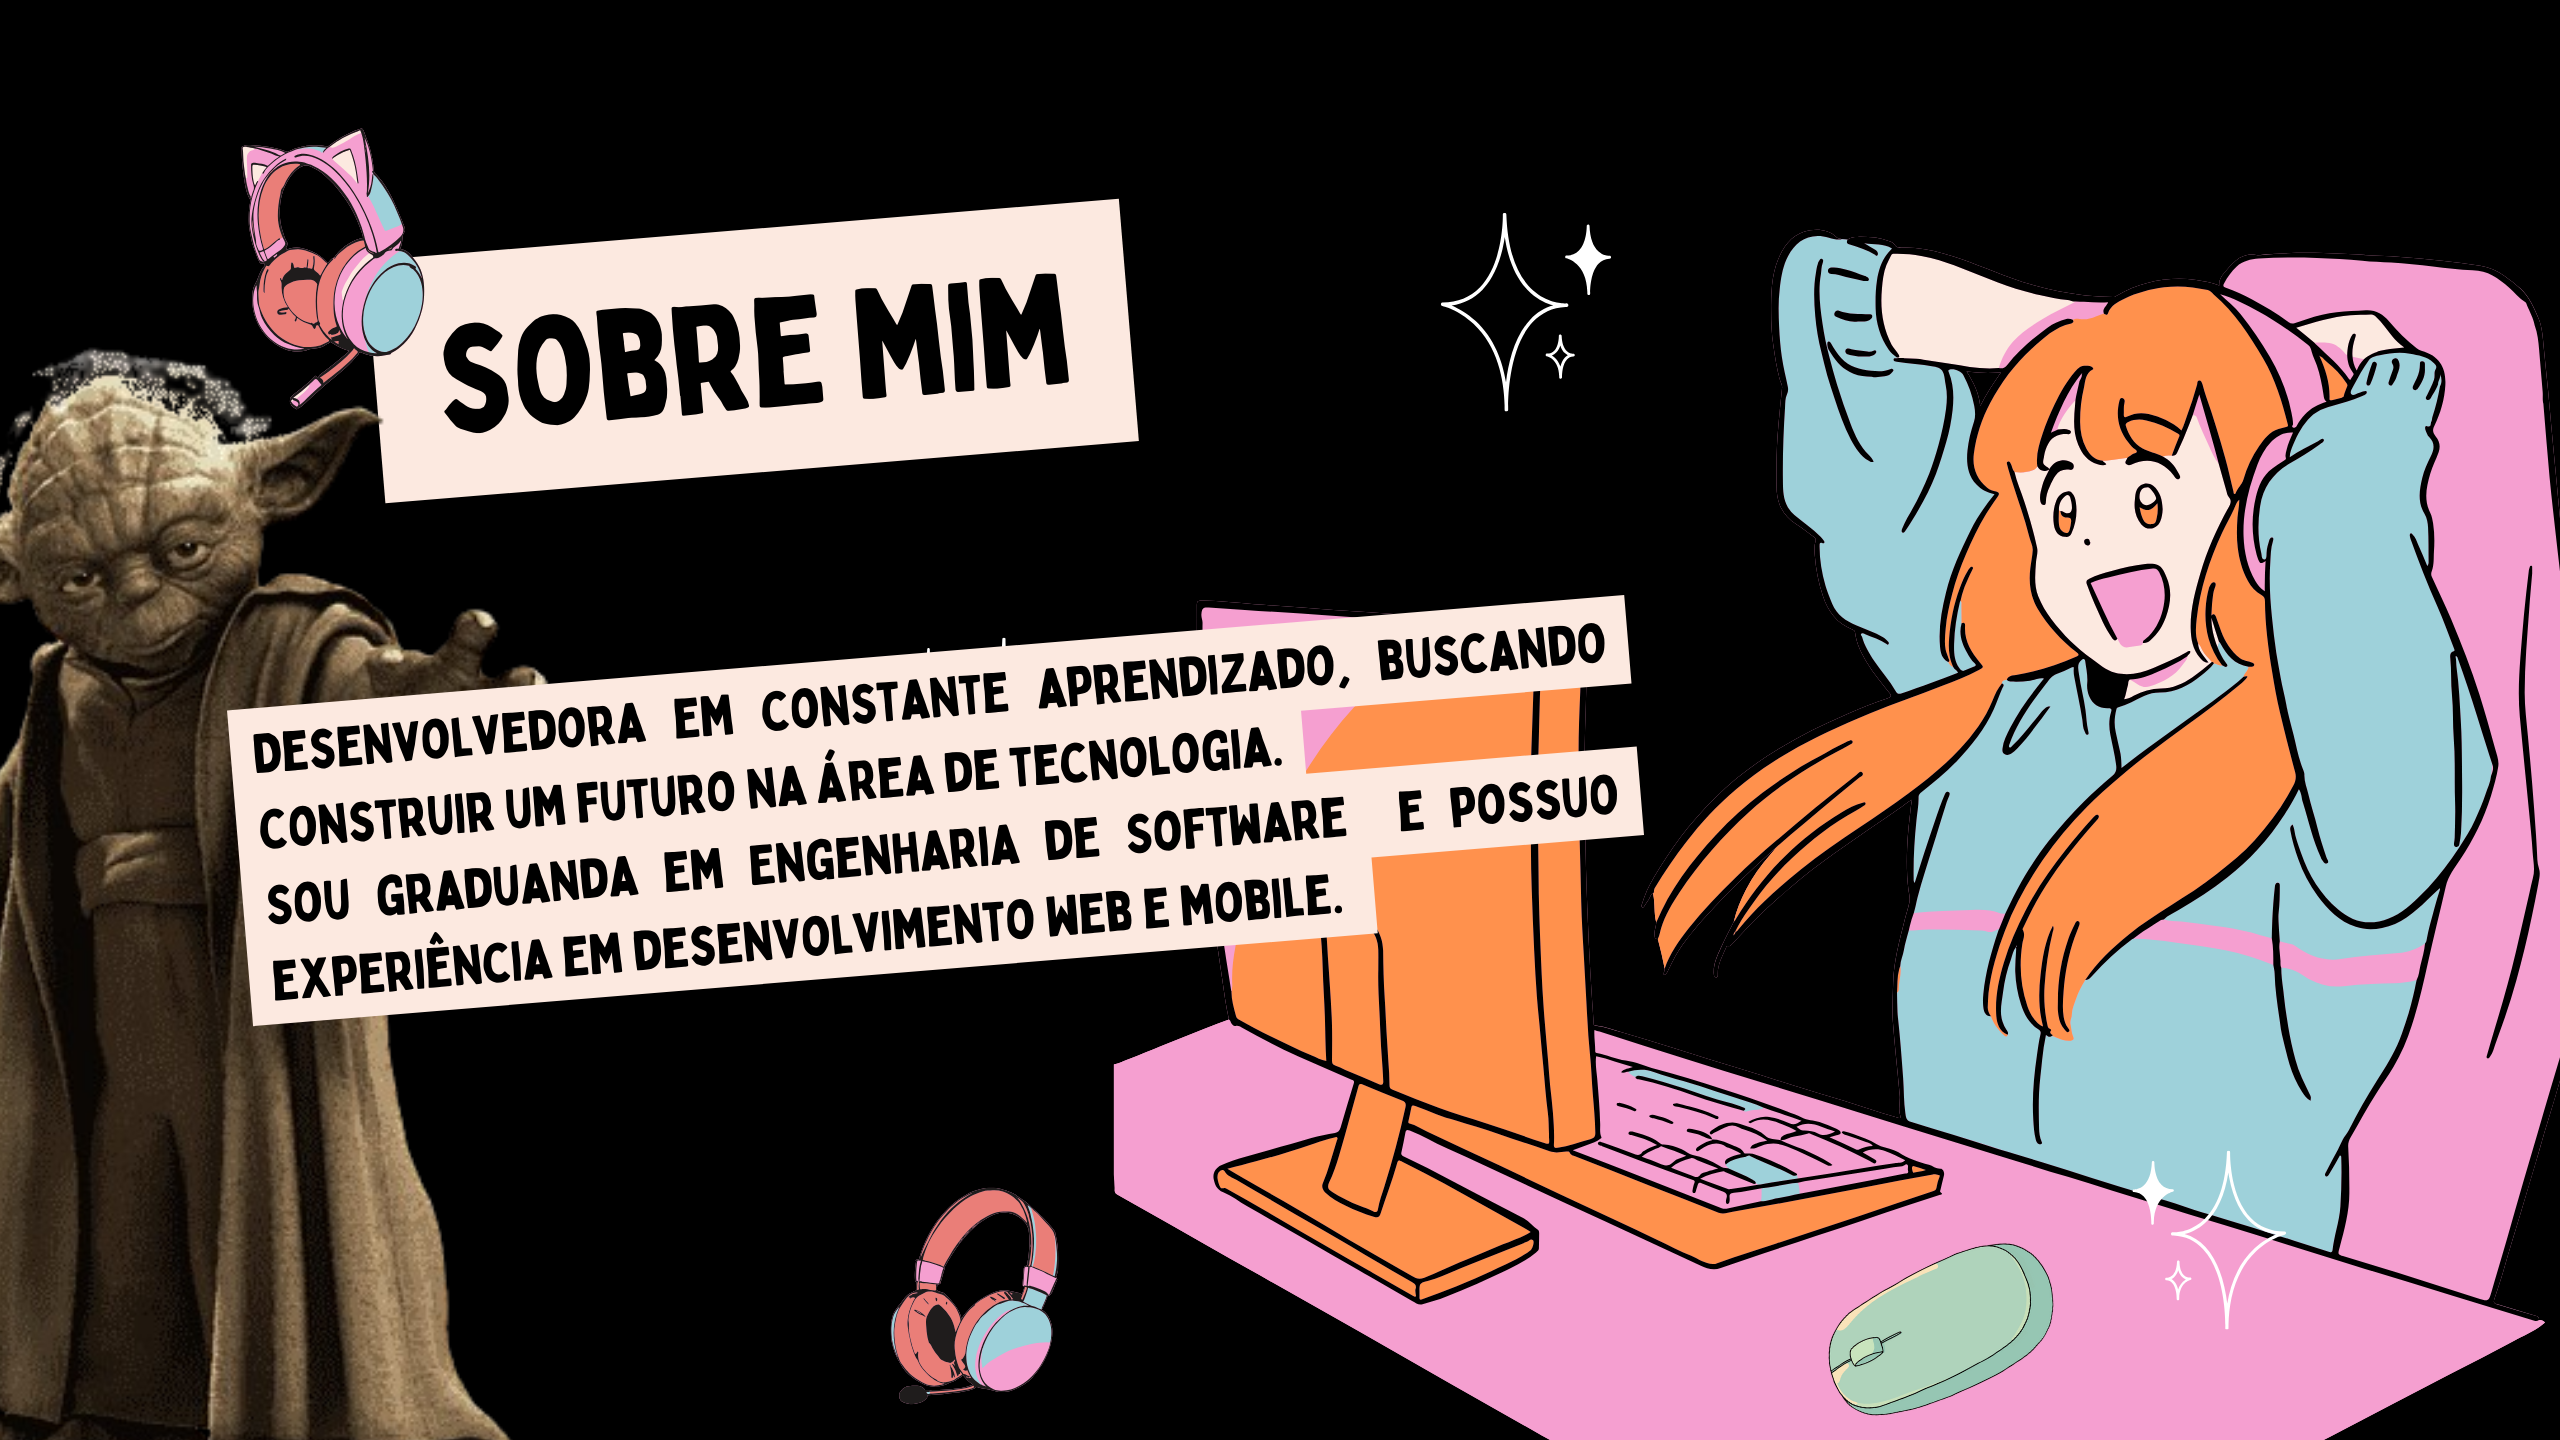 SOBRE MIM
DESENVOLVEDORA EM CONSTANTE APRENDIZADO, BUSCANDO
CONSTRUIR UM FUTURO NA ÁREA DE TECNOLOGIA.
SOU GRADUANDA EM ENGENHARIA DE SOFTWARE E POSSUO
EXPERIÊNCIA EM DESENVOLVIMENTO WEB E MOBILE.